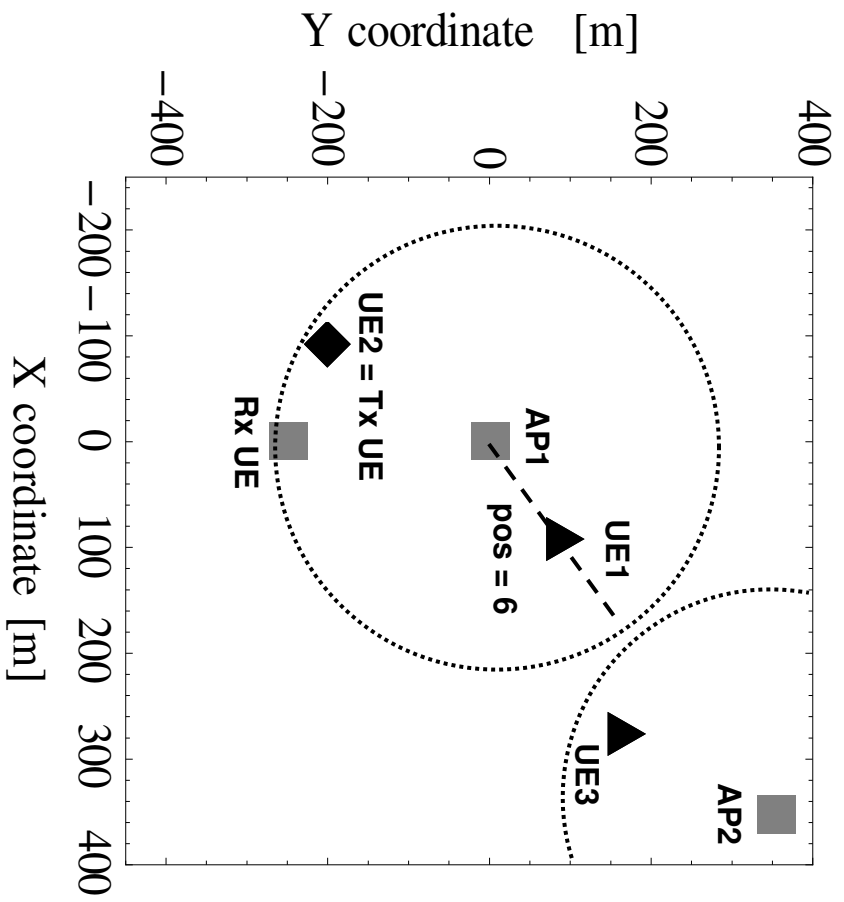 Y coordinate [m]
−400
−200
0
200
400
−200
−100
0
100
200
300
400
X coordinate [m]
AP1
UE1
pos = 6
UE2 = Tx UE
Rx UE
UE3
AP2